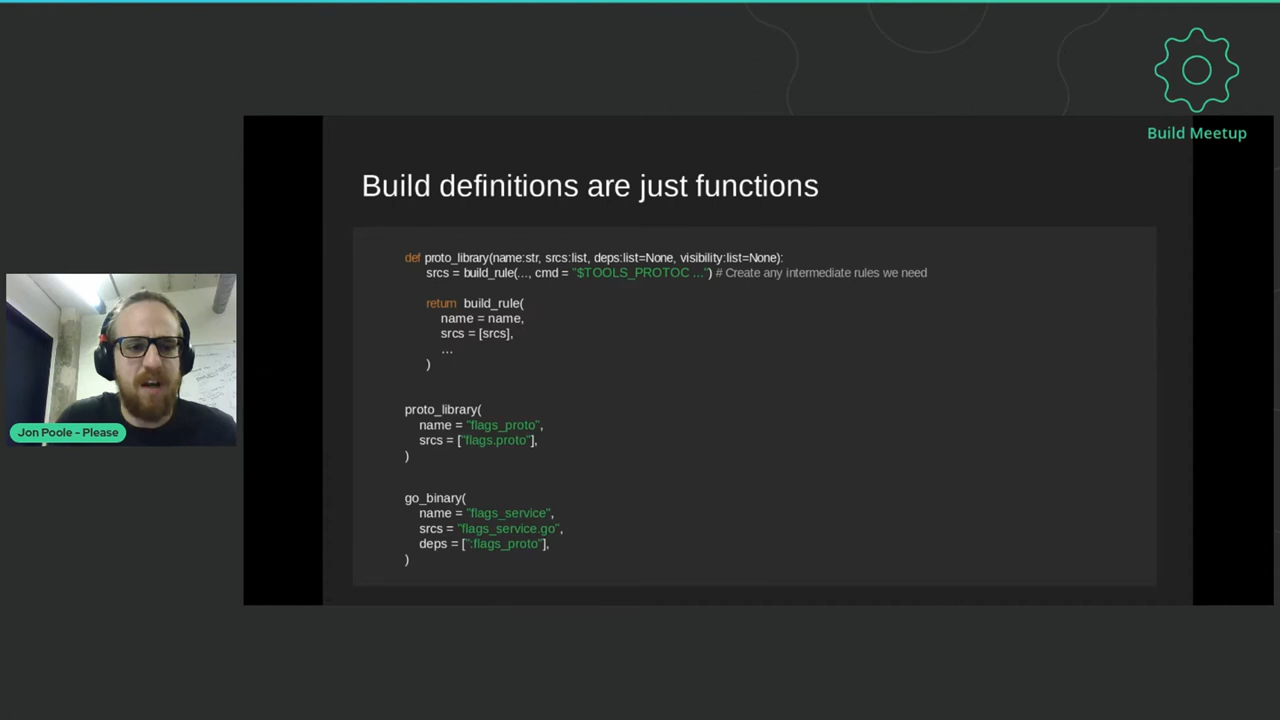 Build Meetup
Build definitions are just functions
def proto_library(name:str, srcs:list, deps:list=None, visibility:list=None):
srcs = build_rule(..., cmd = "$TOOLS_PROTOC ...") # Create any intermediate rules we need
return build_rule(
name = name,
srcs = [srcs],
...
)
proto_library(
name = "flags_proto",
srcs = ["flags.proto"],
)
go_binary(
name = "flags_service",
srcs = "flags_service.go",
deps = [":flags_proto"],
)
Jon Poole - Please